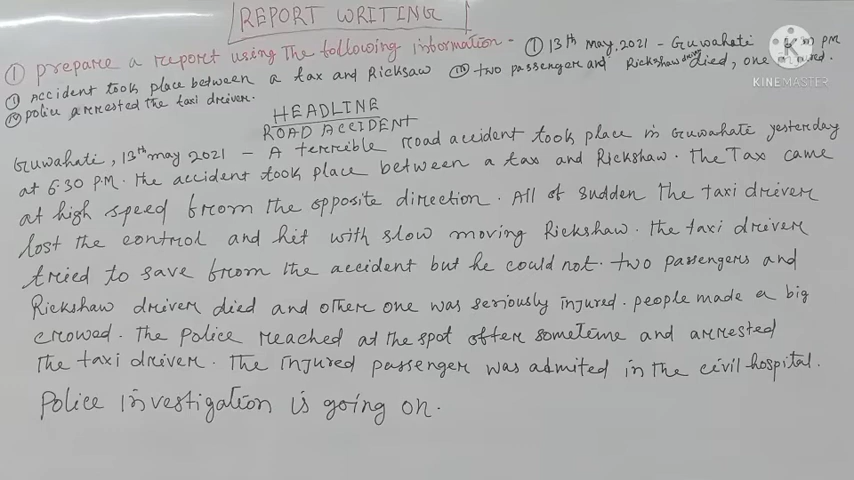 REPORT WRITING
① prepare a report using the following information - ① 13th may, 2021 - Guwahati PM
① Accident took place between a tax and Ricksaw ⑪ two passenger and Rickshaw driver died, one
⑭ police arrested the taxi driver.
KINEMASTER
HEADLINE
ROAD ACCIDENT
Guwahati, 13th may 2021 - A terrible road accident took place in Guwahati yesterday
at 6:30 P.M. the accident took place between a tax and Rickshaw. The Tax came
at high speed from the opposite direction. All of sudden the taxi driver
lost the control and hit with slow moving Rickshaw. the taxi driver
tried to save from the accident but he could not. two passengers and
Rickshaw driver died and other one was seriously injured. people made a big
crowed. The police reached at the spot after sometime and arrested
the taxi driver. The injured passenger was admited in the civil hospital.
Police investigation is going on.